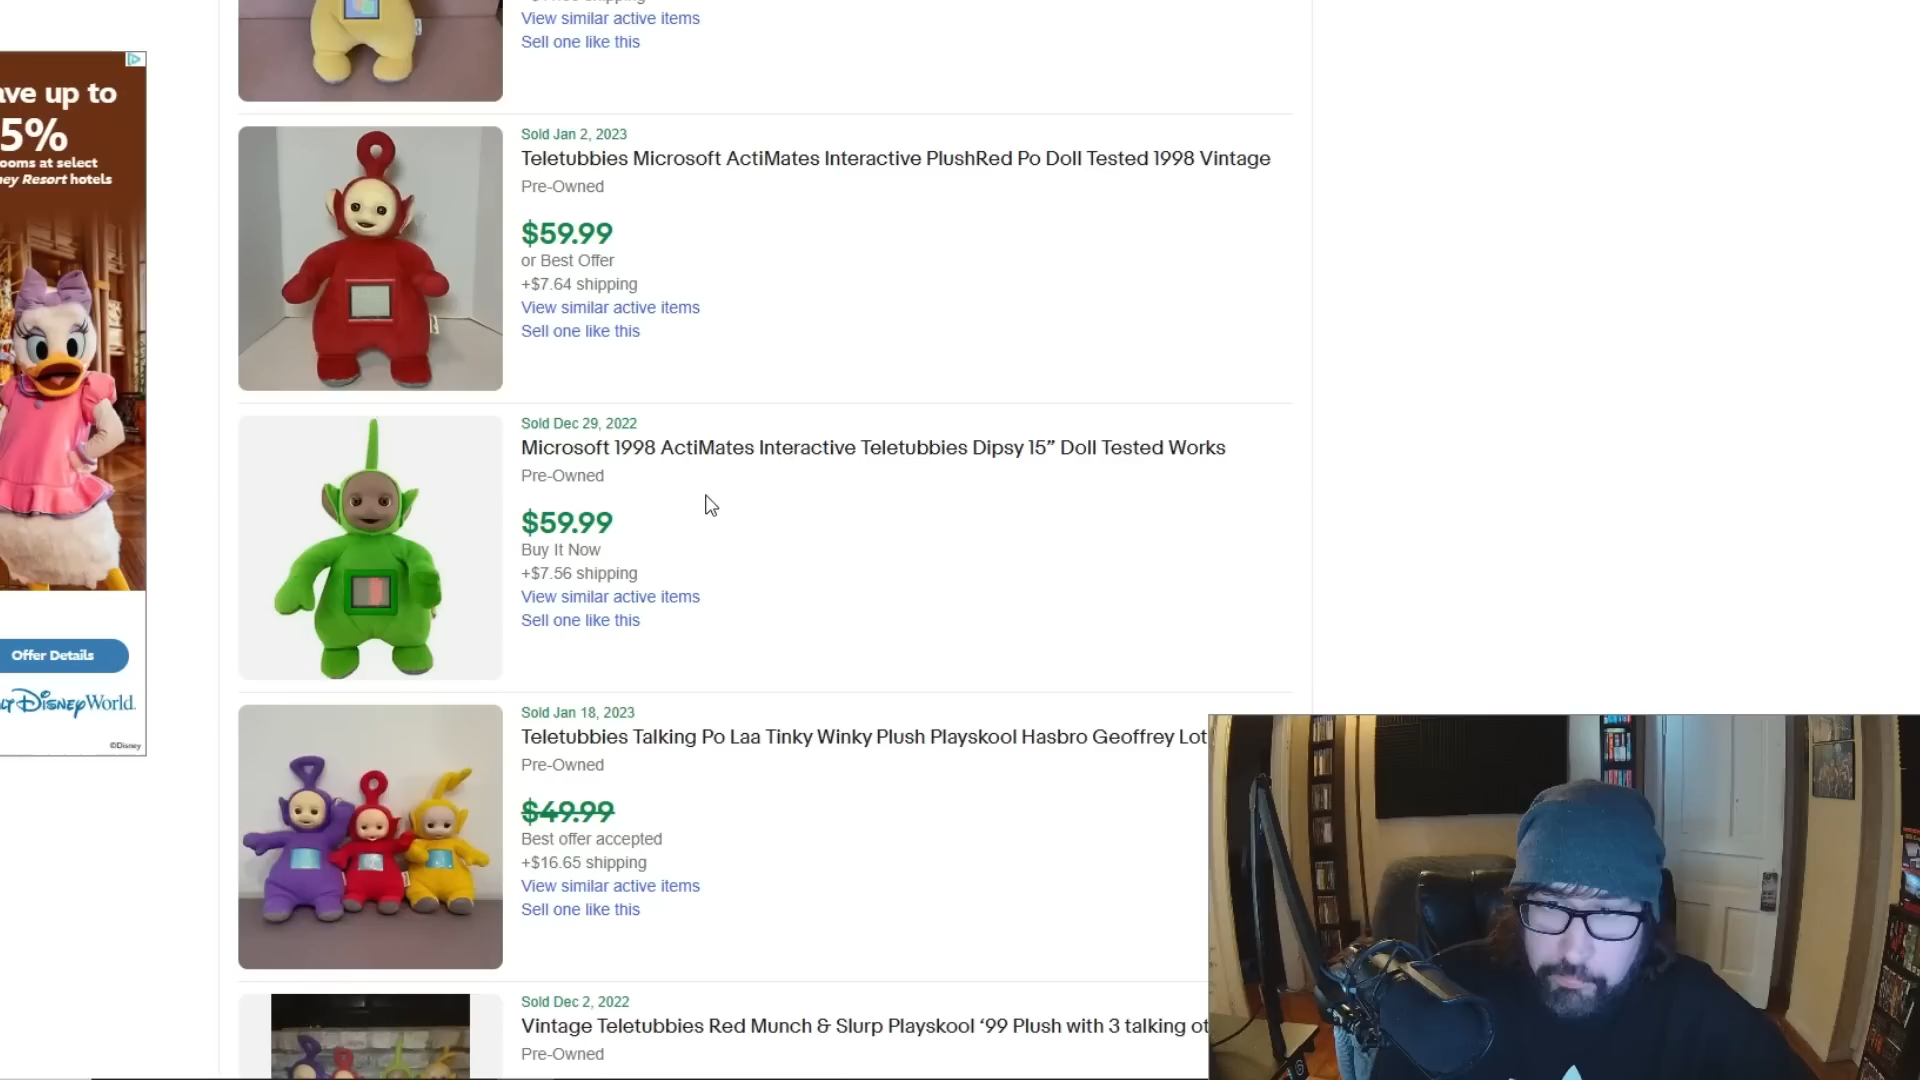 View similar active items
Sell one like this
ave up to
5%
ooms at select
ney Resort hotels
Offer Details
Disney World.
©Disney
Sold Jan 2, 2023
Teletubbies Microsoft ActiMates Interactive PlushRed Po Doll Tested 1998 Vintage
Pre-Owned
$59.99
or Best Offer
+$7.64 shipping
View similar active items
Sell one like this
Sold Dec 29, 2022
Microsoft 1998 ActiMates Interactive Teletubbies Dipsy 15” Doll Tested Works
Pre-Owned
$59.99
Buy It Now
+$7.56 shipping
View similar active items
Sell one like this
Sold Jan 18, 2023
Teletubbies Talking Po Laa Tinky Winky Plush Playskool Hasbro Geoffrey Lot
Pre-Owned
$49.99
Best offer accepted
+$16.65 shipping
View similar active items
Sell one like this
Sold Dec 2, 2022
Vintage Teletubbies Red Munch & Slurp Playskool ‘99 Plush with 3 talking ot
Pre-Owned